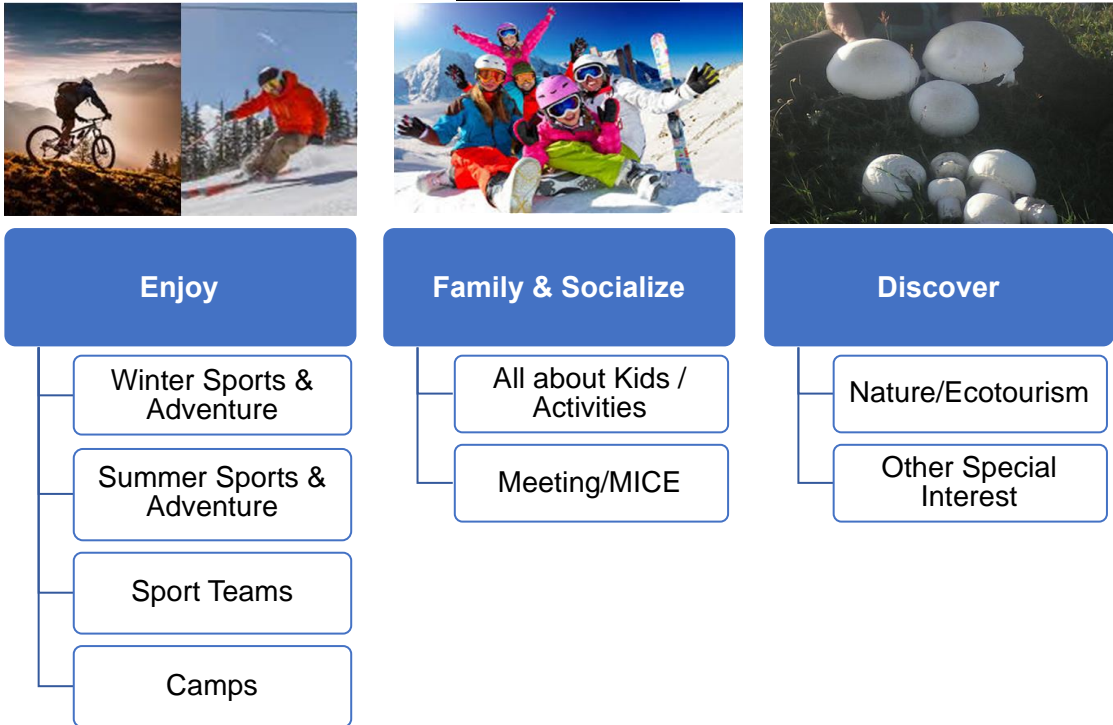 Enjoy
Winter Sports &
Adventure
Summer Sports &
Adventure
Sport Teams
Camps
Family & Socialize
All about Kids /
Activities
Meeting/MICE
Discover
Nature/Ecotourism
Other Special
Interest